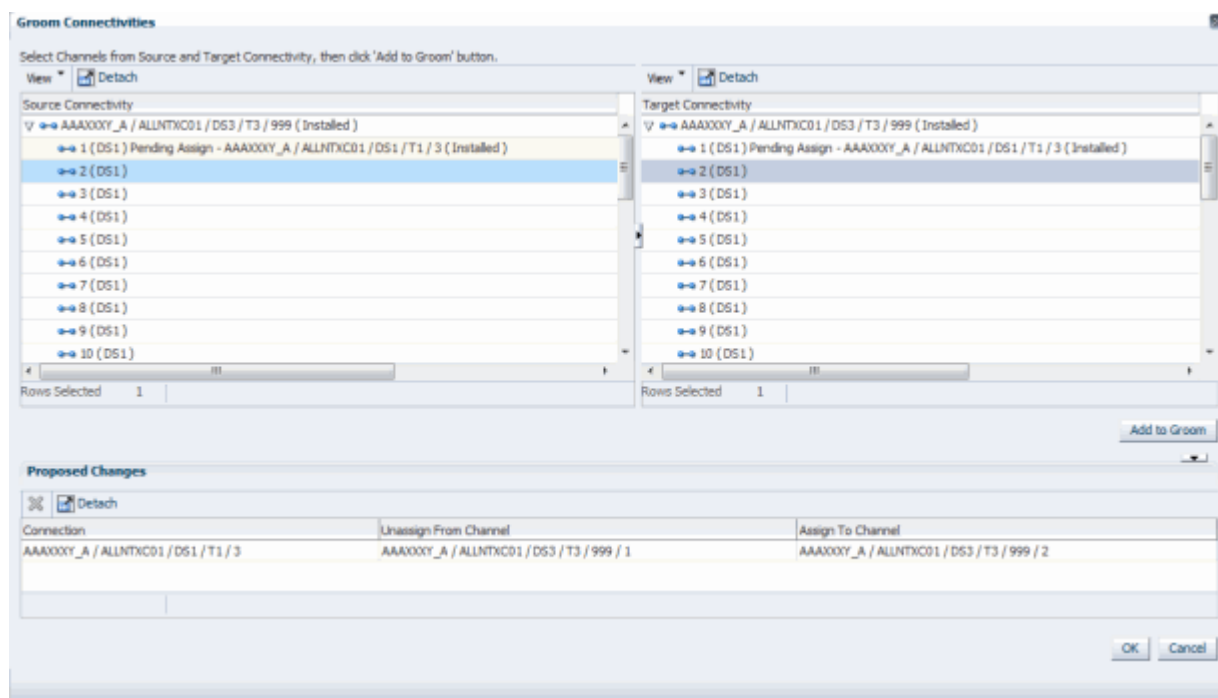 Groom Connectivities
Select Channels from Source and Target Connectivity, then click 'Add to Groom' button.
View Detach
Source Connectivity
AAAXXXY_A / ALLNTXC01 / DS3 / T3 / 999 ( Installed )
1 ( DS1 ) Pending Assign - AAAXXXY_A / ALLNTXC01 / DS1 / T1 / 3 ( Installed )
2 ( DS1 )
3 ( DS1 )
4 ( DS1 )
5 ( DS1 )
6 ( DS1 )
7 ( DS1 )
8 ( DS1 )
9 ( DS1 )
10 ( DS1 )
Rows Selected 1
View Detach
Target Connectivity
AAAXXXY_A / ALLNTXC01 / DS3 / T3 / 999 ( Installed )
1 ( DS1 ) Pending Assign - AAAXXXY_A / ALLNTXC01 / DS1 / T1 / 3 ( Installed )
2 ( DS1 )
3 ( DS1 )
4 ( DS1 )
5 ( DS1 )
6 ( DS1 )
7 ( DS1 )
8 ( DS1 )
9 ( DS1 )
10 ( DS1 )
Rows Selected 1
Add to Groom
Proposed Changes
Detach
Connection Unassign From Channel Assign To Channel
AAAXXXY_A / ALLNTXC01 / DS1 / T1 / 3 AAAXXXY_A / ALLNTXC01 / DS3 / T3 / 999 / 1 AAAXXXY_A / ALLNTXC01 / DS3 / T3 / 999 / 2
OK Cancel